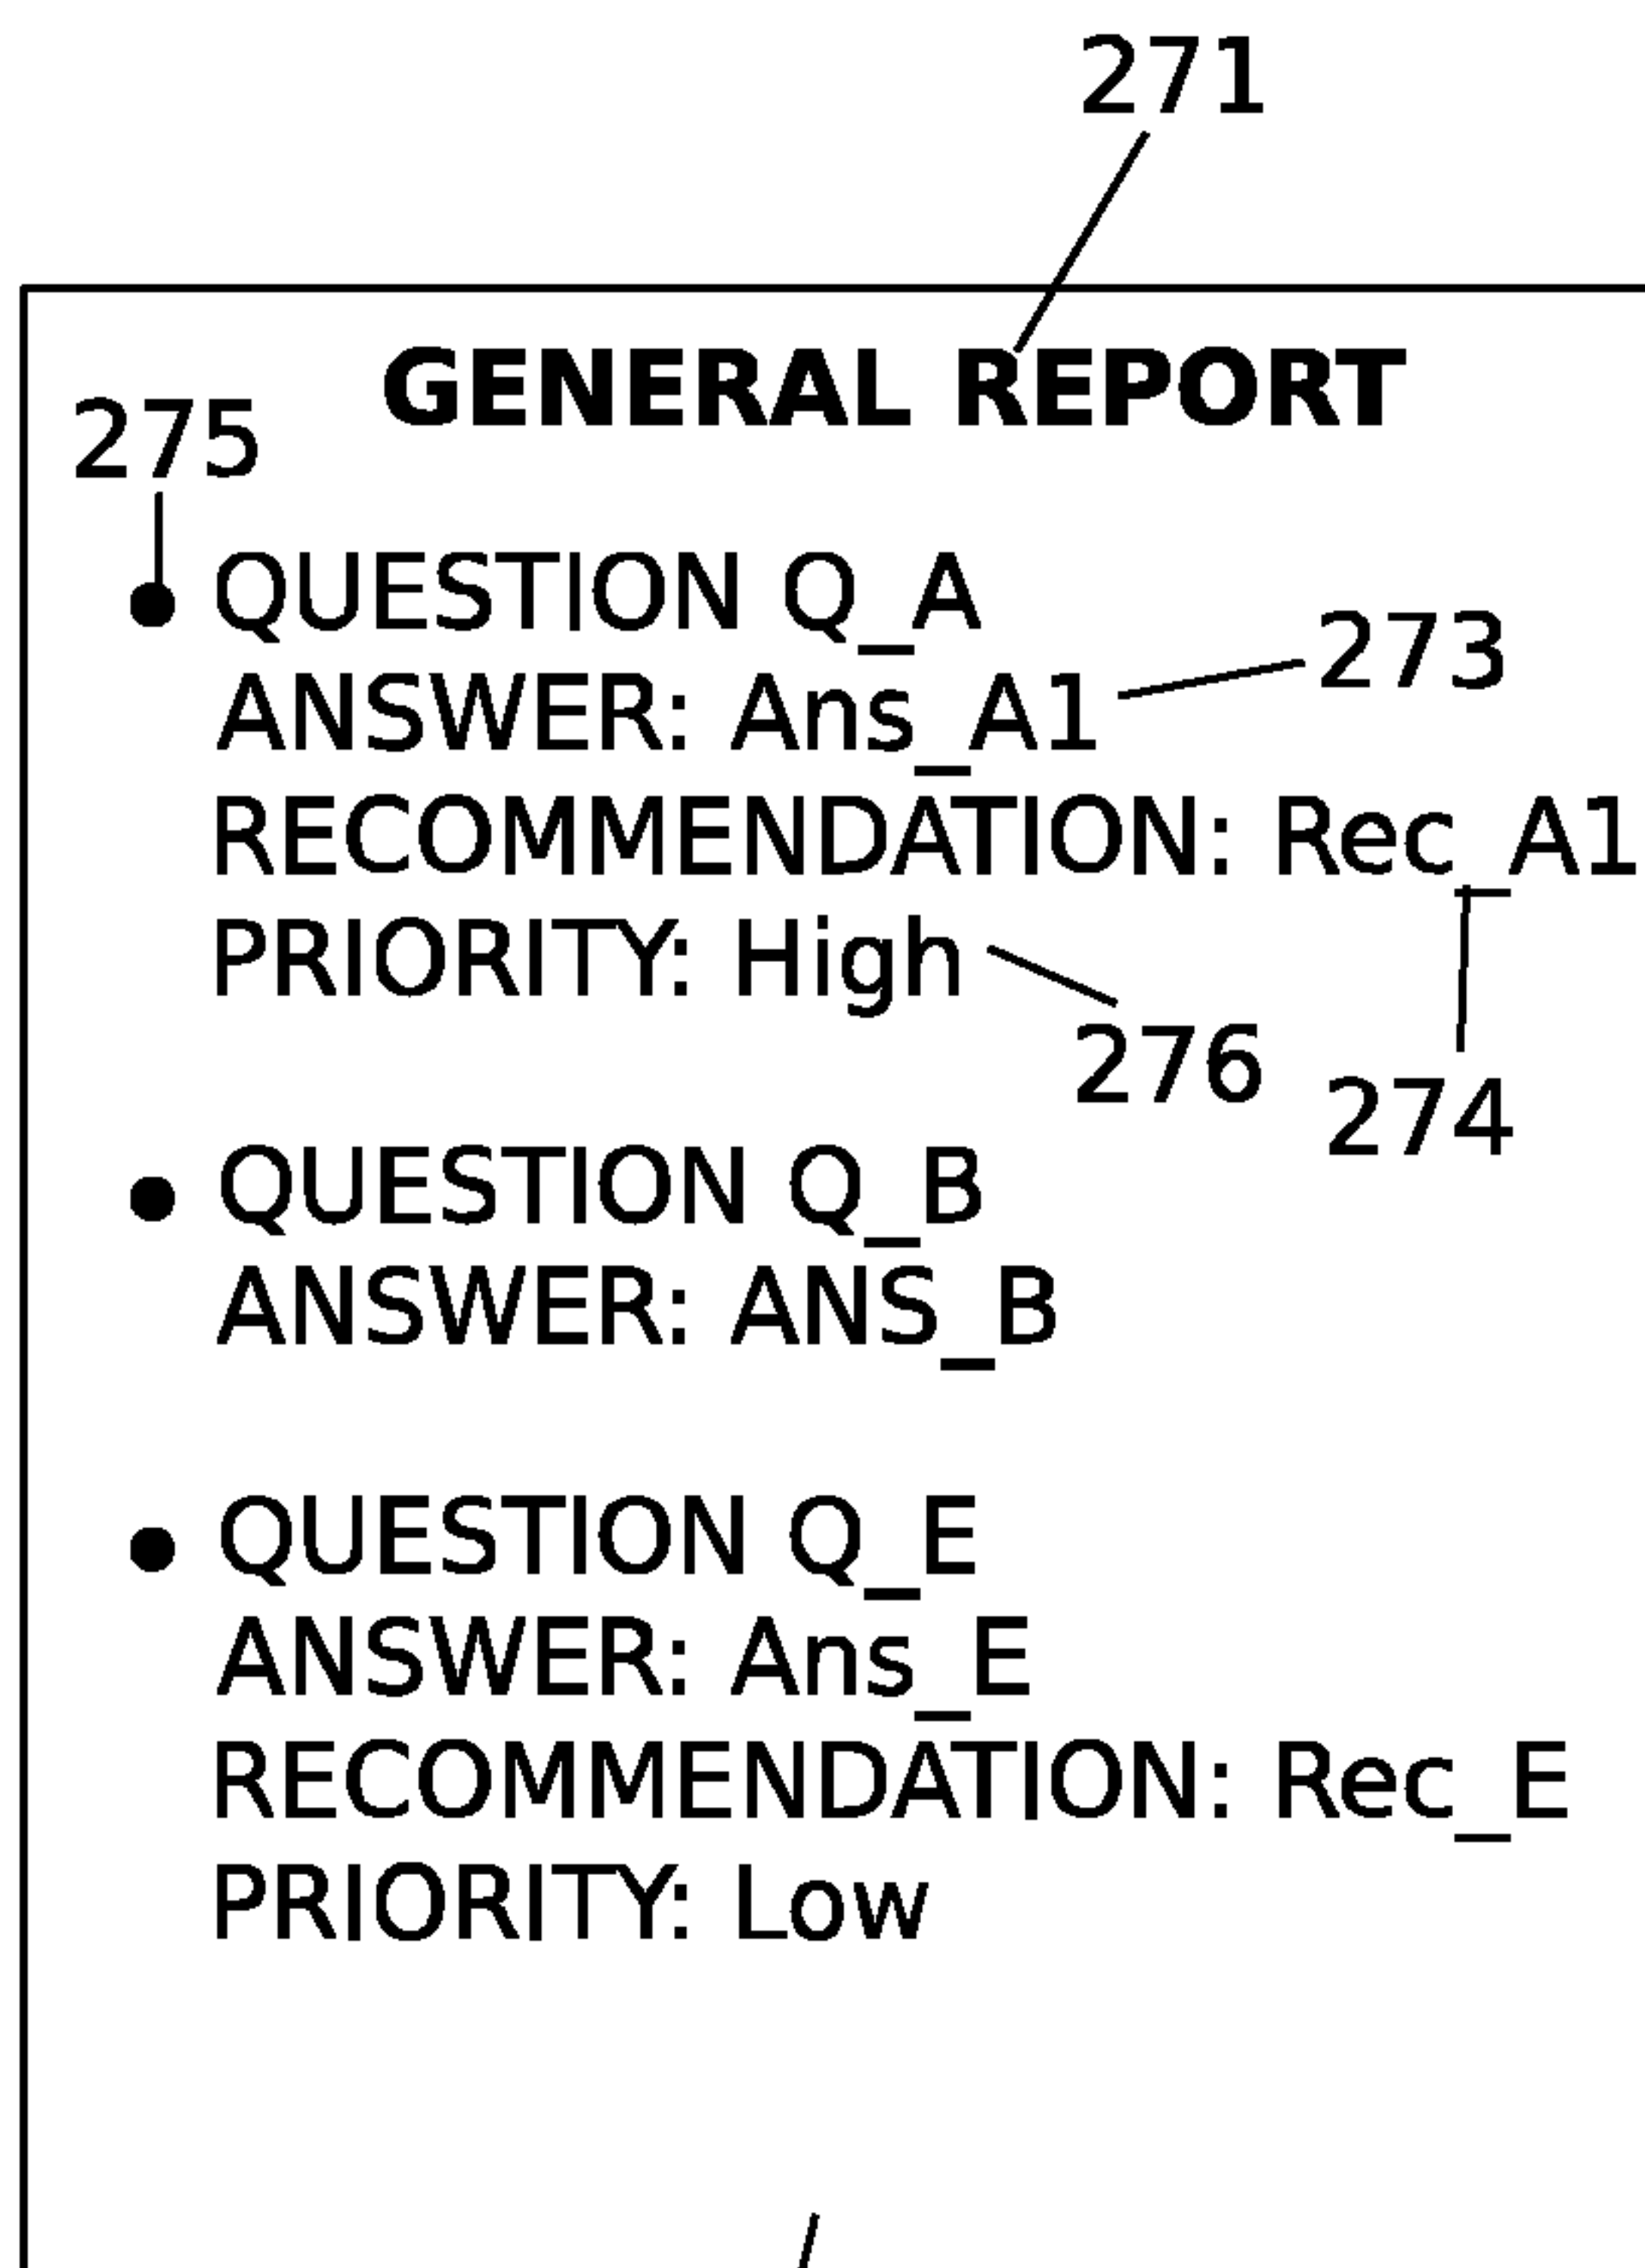 271
GENERAL REPORT
275
QUESTION Q_A
ANSWER: Ans_A1
273
RECOMMENDATION: Rec_A1
PRIORITY: High
276
274
QUESTION Q_B
ANSWER: ANS_B
QUESTION Q_E
ANSWER: Ans_E
RECOMMENDATION: Rec_E
PRIORITY: Low